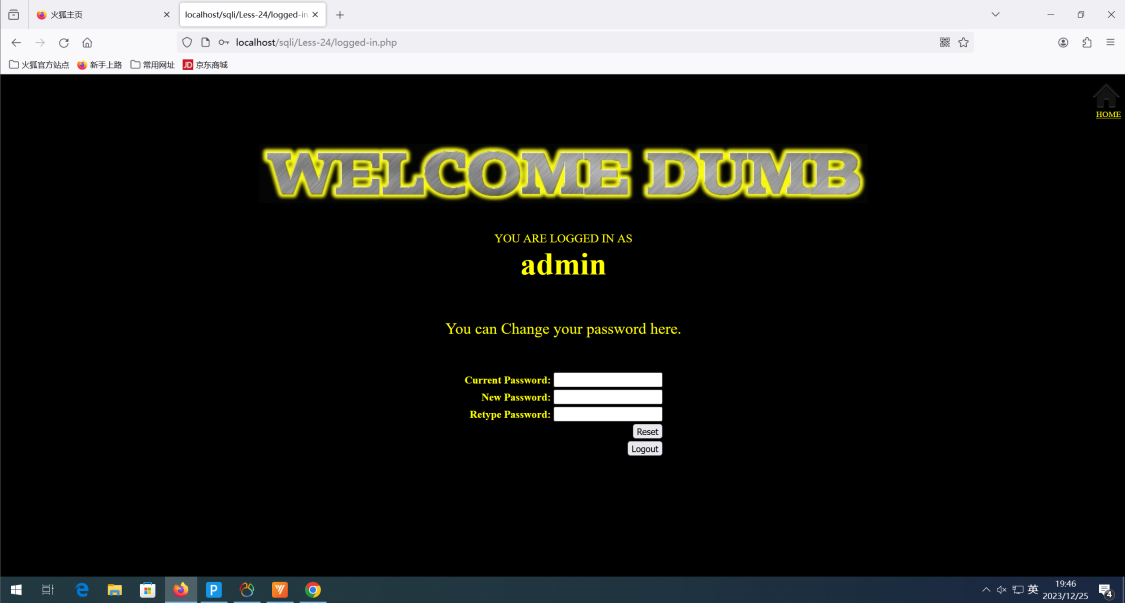 火狐主页
localhost/sqli/Less-24/logged-in
localhost/sqli/Less-24/logged-in.php
火狐官方站点 新手上路 常用网址 JD 京东商城
HOME
WELCOME DUMB
YOU ARE LOGGED IN AS
admin
You can Change your password here.
Current Password:
New Password:
Retype Password:
Reset
Logout
英 19:46
2023/12/25
4